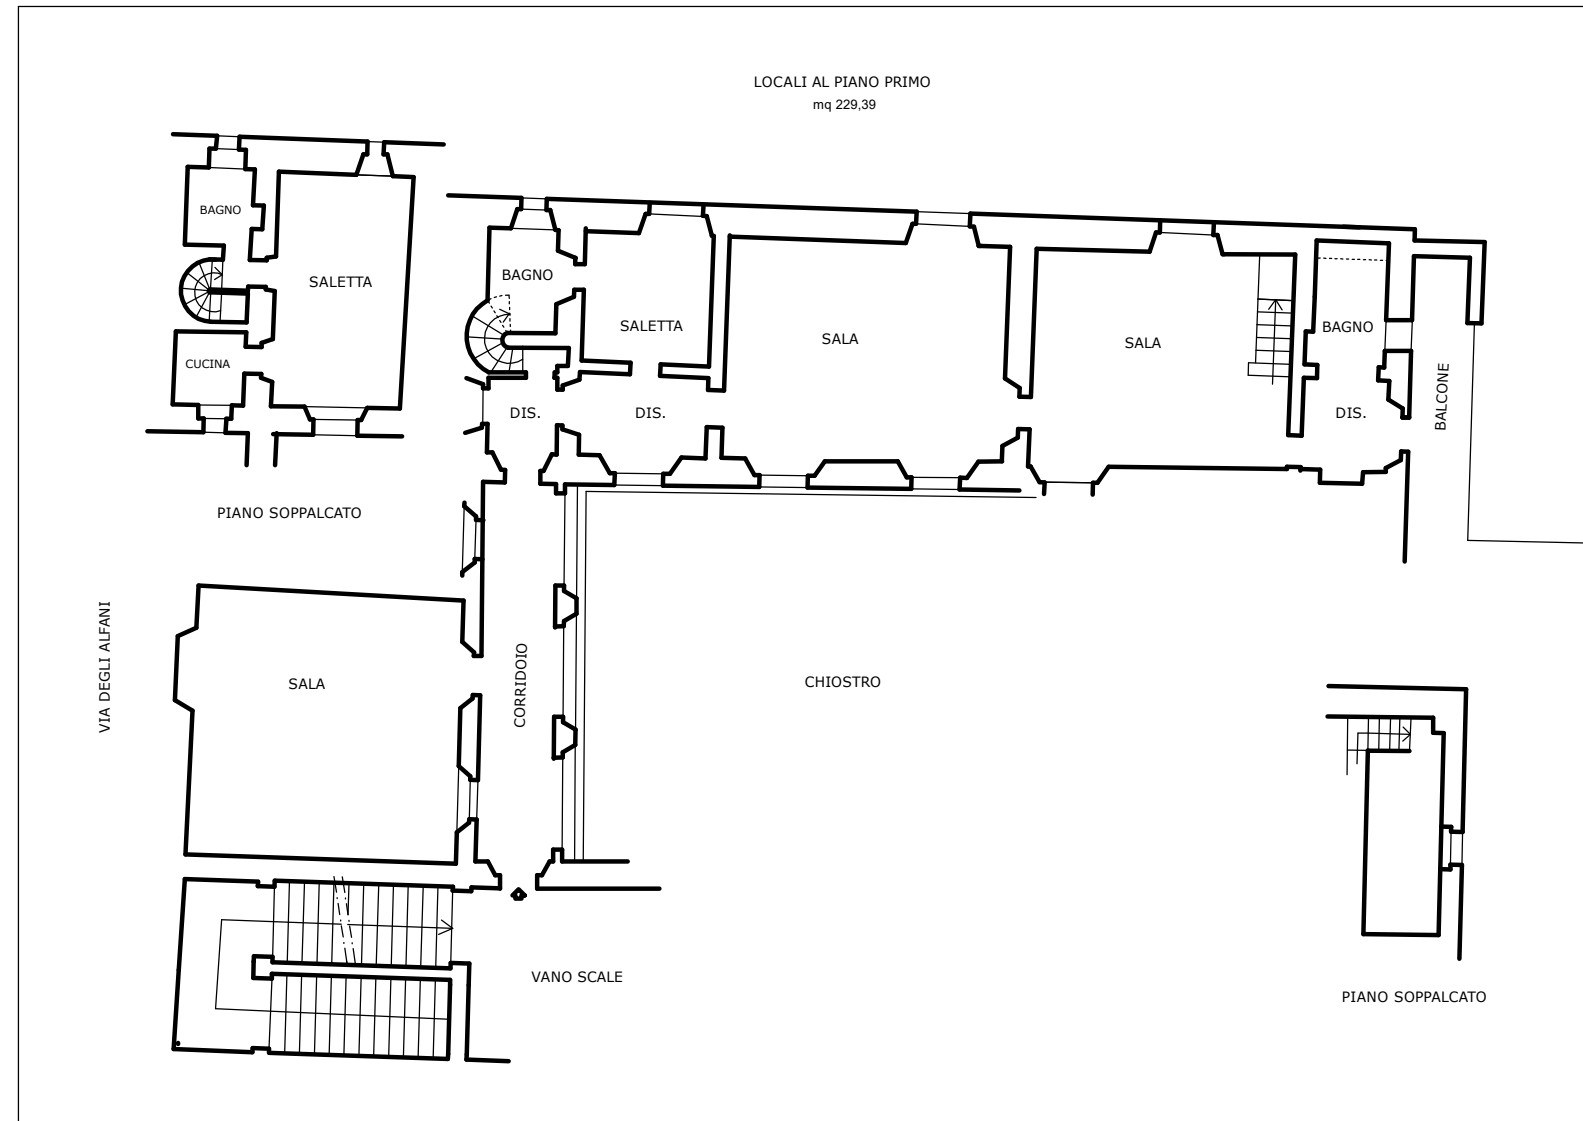 LOCALI AL PIANO PRIMO
mq 229,39
BAGNO
SALETTA
CUCINA
PIANO SOPPALCATO
BAGNO
SALETTA
DIS.
DIS.
SALA
SALA
BAGNO
DIS.
BALCONE
VIA DEGLI ALFANI
SALA
CORRIDOIO
CHIOSTRO
VANO SCALE
PIANO SOPPALCATO